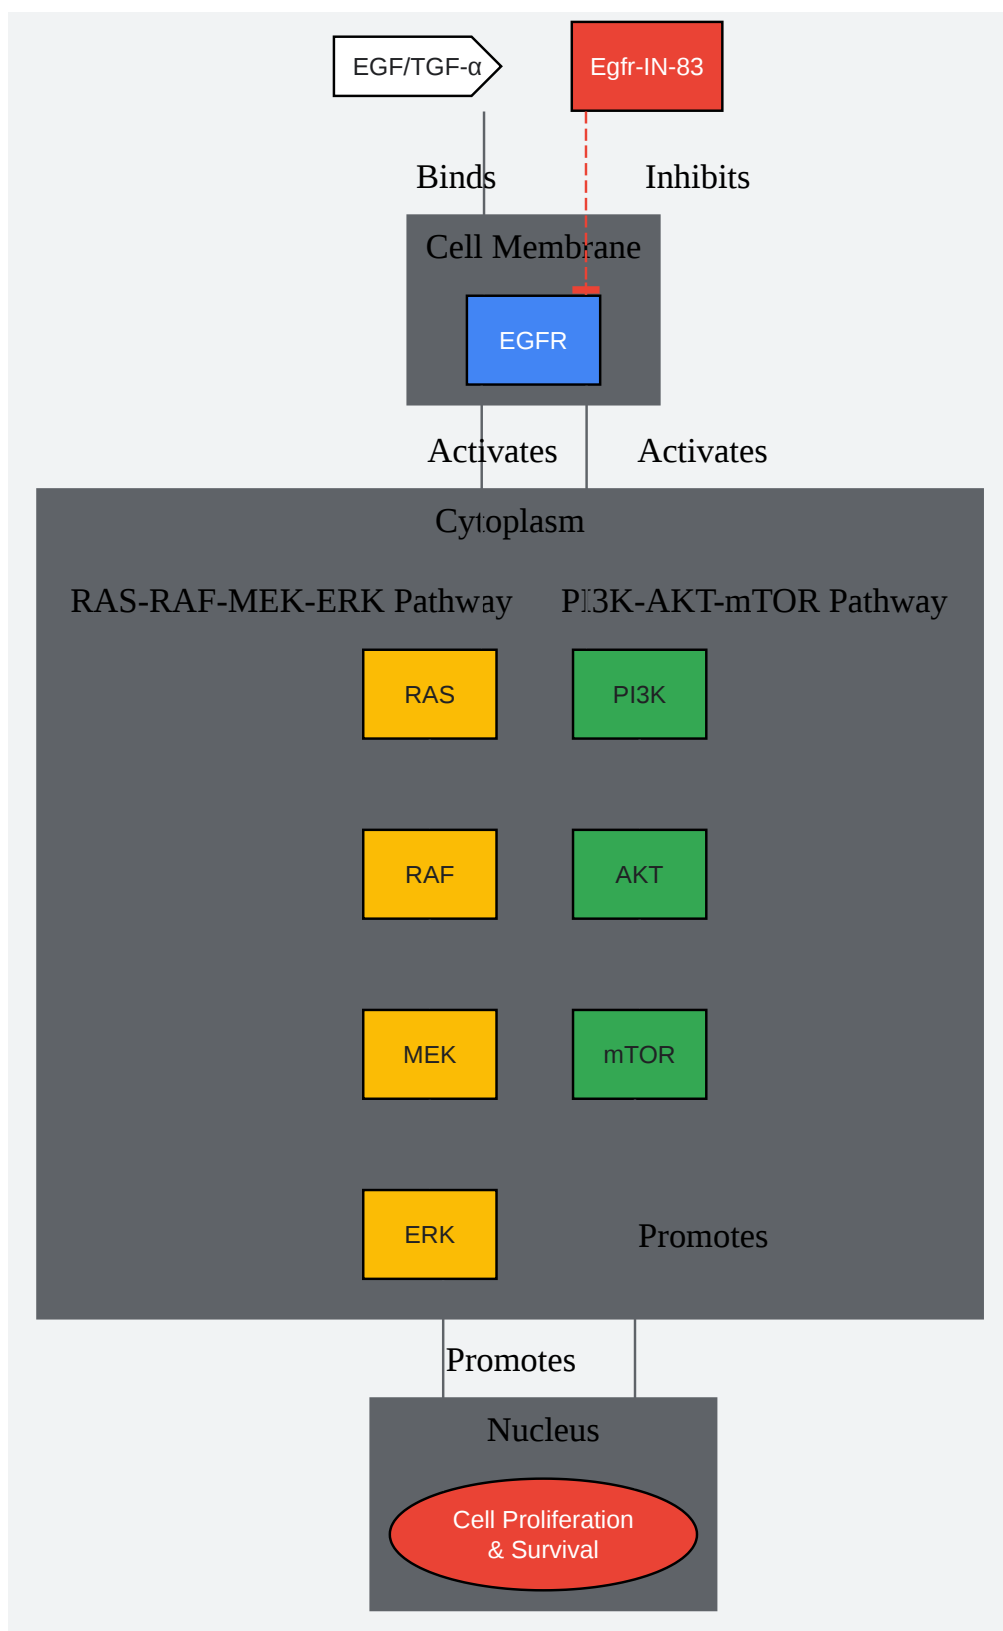 EGF/TGF-α
Egfr-IN-83
Binds
Inhibits
Cell Membrane
EGFR
Activates
Activates
Cytoplasm
RAS-RAF-MEK-ERK Pathway
PI3K-AKT-mTOR Pathway
RAS
PI3K
RAF
AKT
MEK
mTOR
ERK
Promotes
Promotes
Nucleus
Cell Proliferation
& Survival